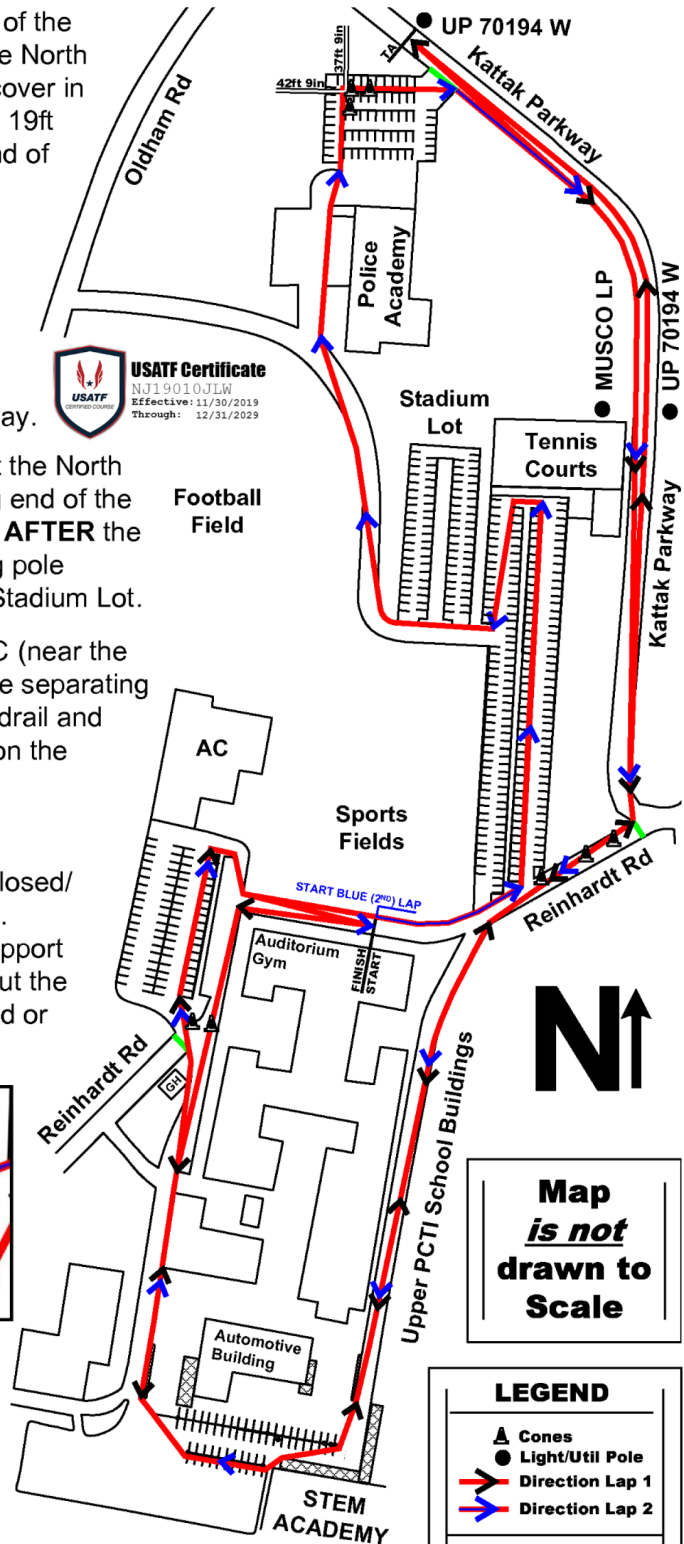 of the
e North
cover in
19ft
nd of
ay.
t the North
g end of the
AFTER the
g pole
Stadium Lot.
C (near the
e separating
drail and
on the
losed/
.
upport
out the
d or
UP 70194 W
37ft 9in
42ft 9in
TA
Kattak Parkway
Oldham Rd
Police
Academy
USATF
CERTIFIED COURSE
USATF Certificate
NJ19010JLW
Effective: 11/30/2019
Through: 12/31/2029
MUSCO LP
UP 70194 W
Stadium
Lot
Tennis
Courts
Football
Field
Kattak Parkway
AC
Sports
Fields
START BLUE (2ND) LAP
Reinhardt Rd
Auditorium
Gym
FINISH
START
Reinhardt Rd
GH
Upper PCTI School Buildings
N
Map
is not
drawn to
Scale
Automotive
Building
STEM
ACADEMY
LEGEND
Cones
Light/Util Pole
Direction Lap 1
Direction Lap 2